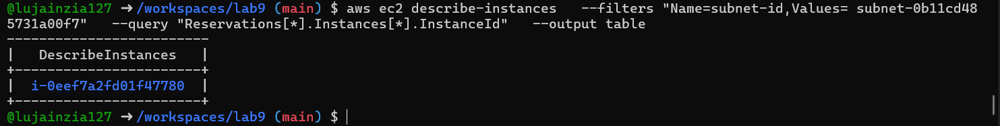 @lujainzia127 ➜ /workspaces/lab9 (main) $ aws ec2 describe-instances   --filters "Name=subnet-id,Values= subnet-0b11cd48
5731a00f7"   --query "Reservations[*].Instances[*].InstanceId"   --output table
-------------------------
|   DescribeInstances   |
+-----------------------+
|  i-0eef7a2fd01f47780  |
+-----------------------+
@lujainzia127 ➜ /workspaces/lab9 (main) $